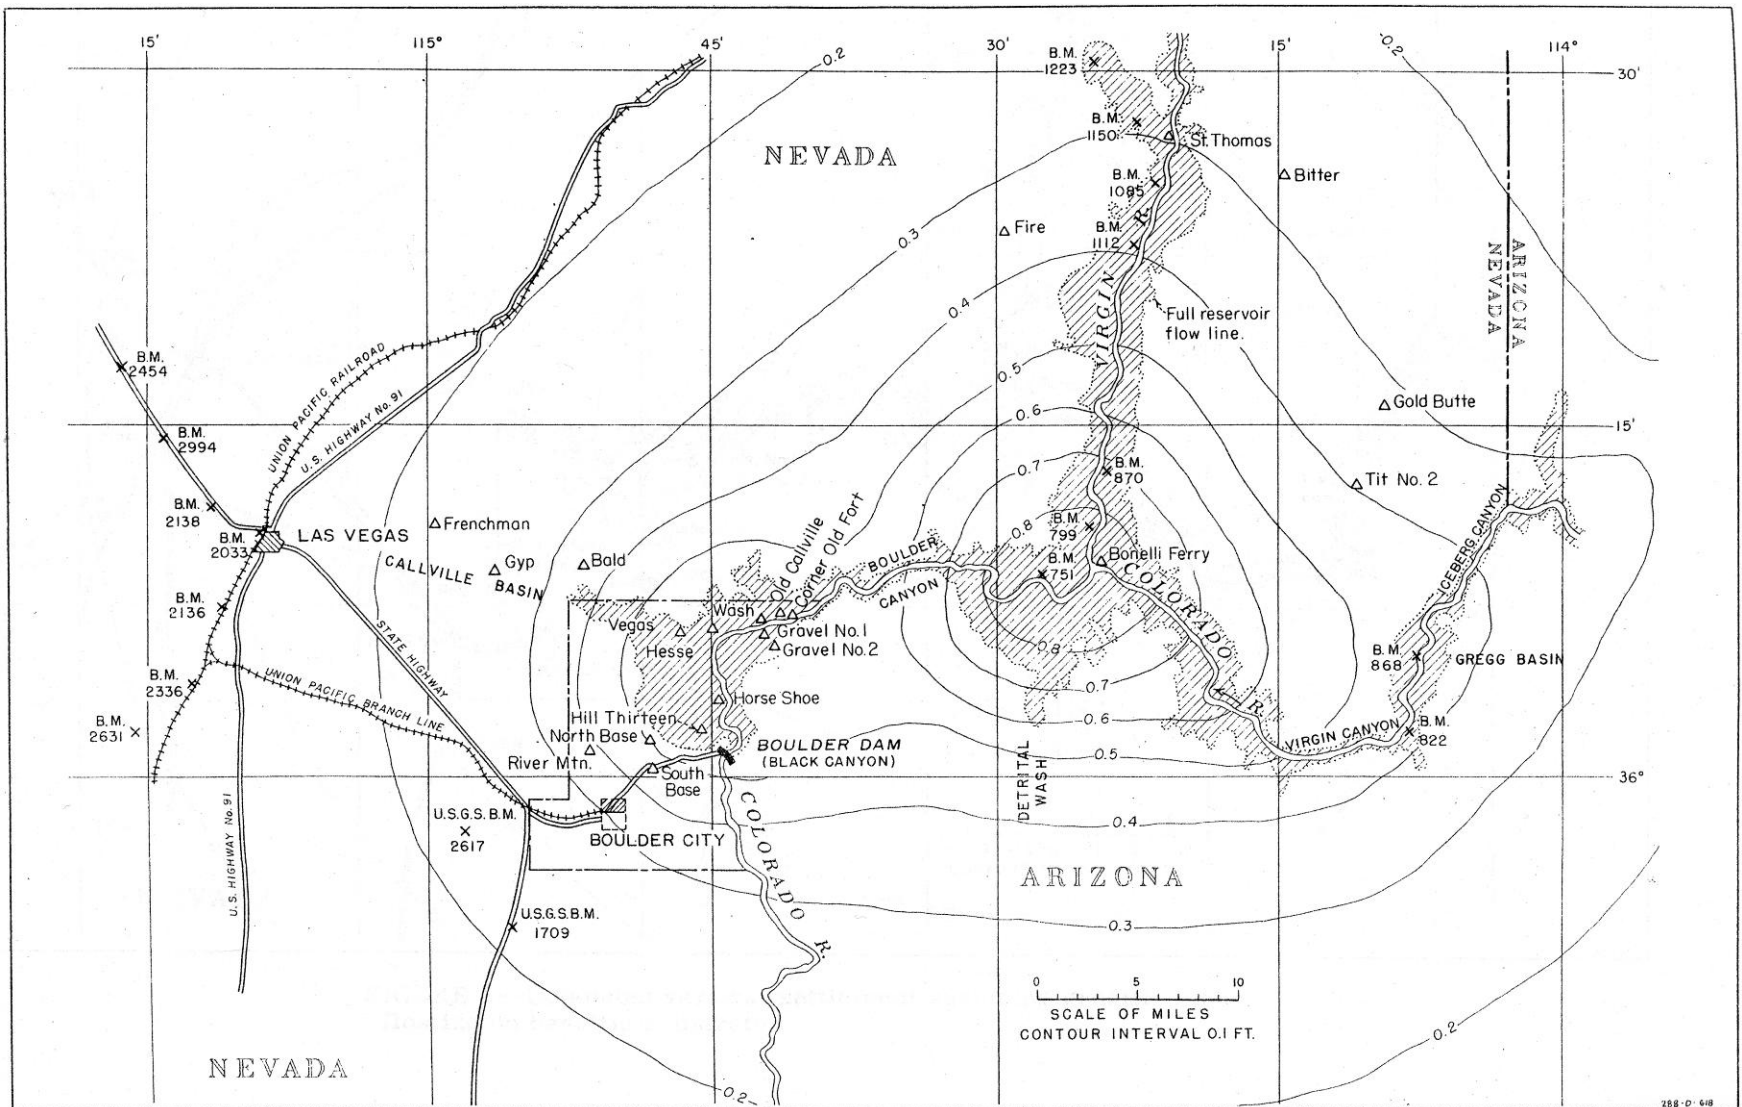 15'
115°
45'
30'
15'
114°
0.2
-0.2
B.M.
1223
30'
B.M.
1150
St. Thomas
NEVADA
Bitter
B.M.
1085
0.3
Fire
B.M.
1112
R.
ARIZONA
NEVADA
0.4
VIRGIN
Full reservoir
flow line.
B.M.
2454
UNION PACIFIC RAILROAD
U.S. HIGHWAY No. 91
0.5
Gold Butte
0.6
15'
B.M.
2994
0.7
B.M.
870
Tit No. 2
B.M.
2138
0.8
B.M.
799
Frenchman
LAS VEGAS
B.M.
2033
CALLVILLE
BASIN
Gyp
Bald
Old Callville
Corner Old Fort
BOULDER
CANYON
B.M.
751
Bonelli Ferry
COLORADO
R.
ICEBERG CANYON
B.M.
2136
Wash
Vegas
Hesse
Gravel No. 1
Gravel No. 2
STATE HIGHWAY
0.8
B.M.
868
GREGG BASIN
B.M.
2336
UNION PACIFIC BRANCH LINE
Horse Shoe
0.7
0.6
B.M.
2631
Hill Thirteen
North Base
River Mtn.
BOULDER DAM
(BLACK CANYON)
0.5
VIRGIN CANYON
B.M.
822
South
Base
DETRITAL
WASH
36°
U.S.G.S. B.M.
2617
COLORADO
R.
0.4
BOULDER CITY
U.S. HIGHWAY No. 91
ARIZONA
U.S.G.S. B.M.
1709
0.3
0 5 10
SCALE OF MILES
CONTOUR INTERVAL 0.1 FT.
0.2
NEVADA
0.2
288-D-618